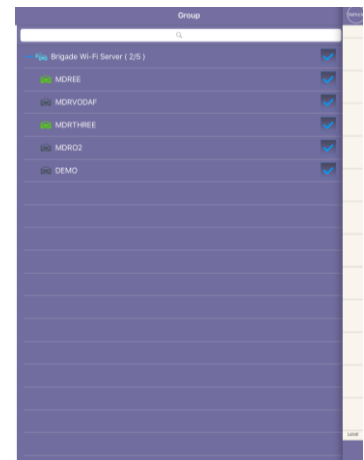 Group
Brigade Wi-Fi Server ( 2/5 )
MDREE
MDRVODAF
MDRTHREE
MDRO2
DEMO